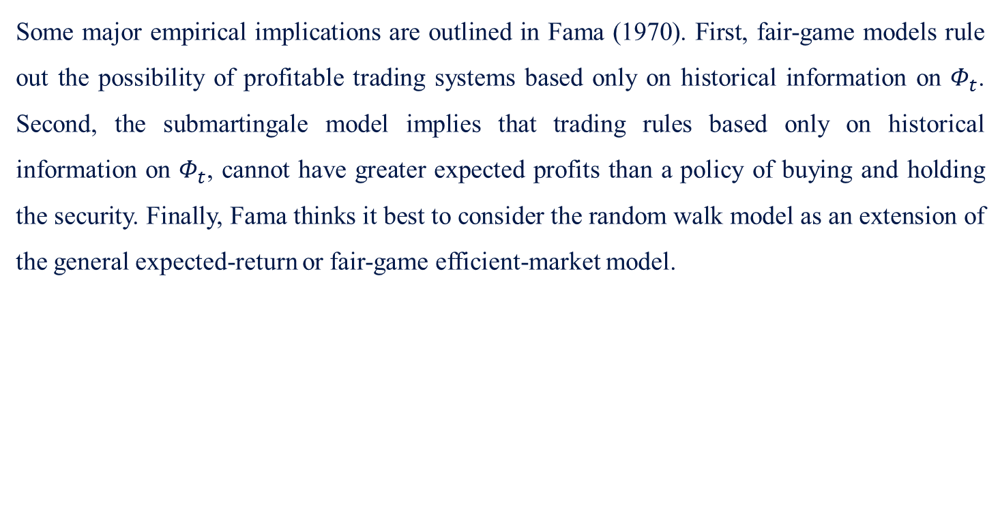 Some major empirical implications are outlined in Fama (1970). First, fair-game models rule
out the possibility of profitable trading systems based only on historical information on Φₜ.
Second, the submartingale model implies that trading rules based only on historical
information on Φₜ, cannot have greater expected profits than a policy of buying and holding
the security. Finally, Fama thinks it best to consider the random walk model as an extension of
the general expected-return or fair-game efficient-market model.